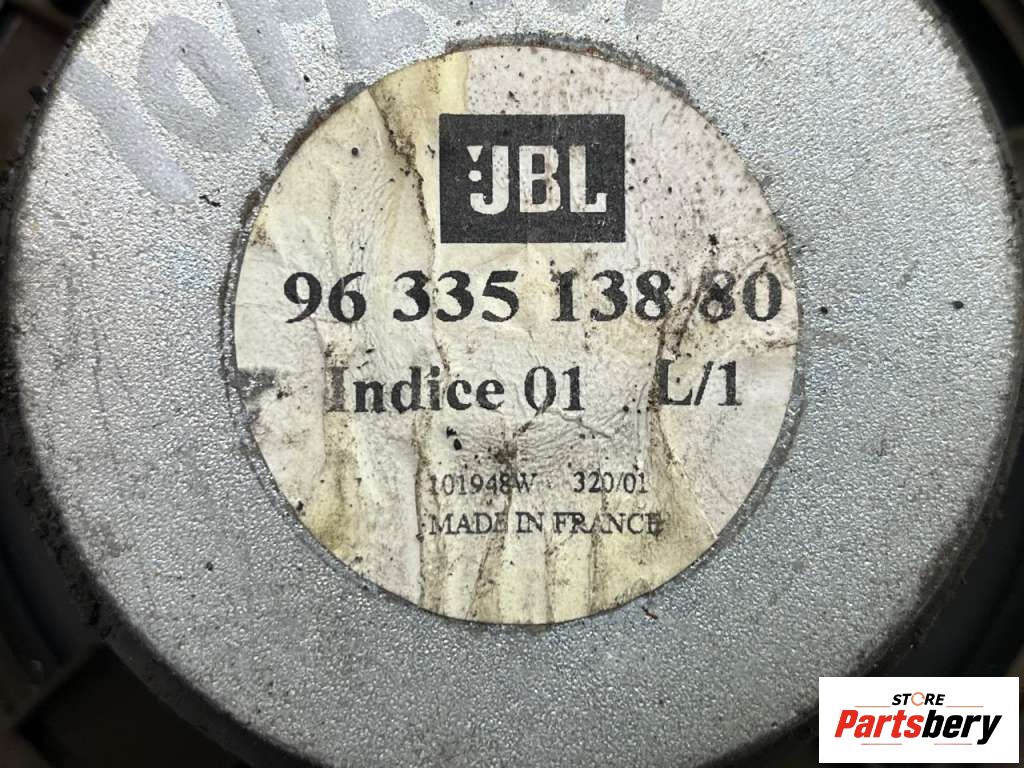 JBL
96 335 138 80
Indice 01 L/1
101948W 320/01
MADE IN FRANCE
STORE
Partsbery